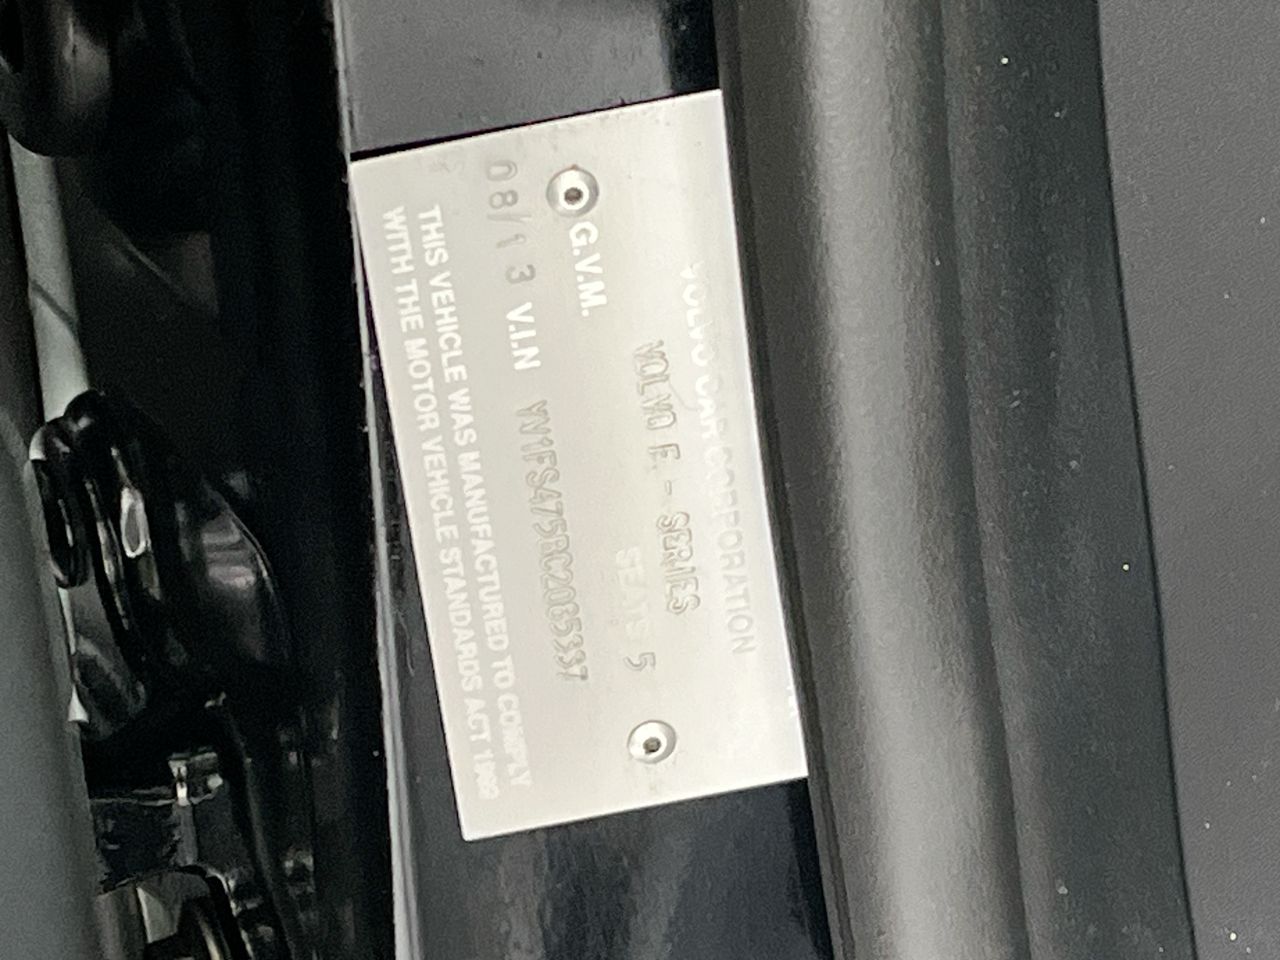 VOLVO CAR CORPORATION
VOLVO F - SERIES
G.V.M. SEATS 5
08/13 V.I.N YV1FS475BC2085337
THIS VEHICLE WAS MANUFACTURED TO COMPLY
WITH THE MOTOR VEHICLE STANDARDS ACT 1989